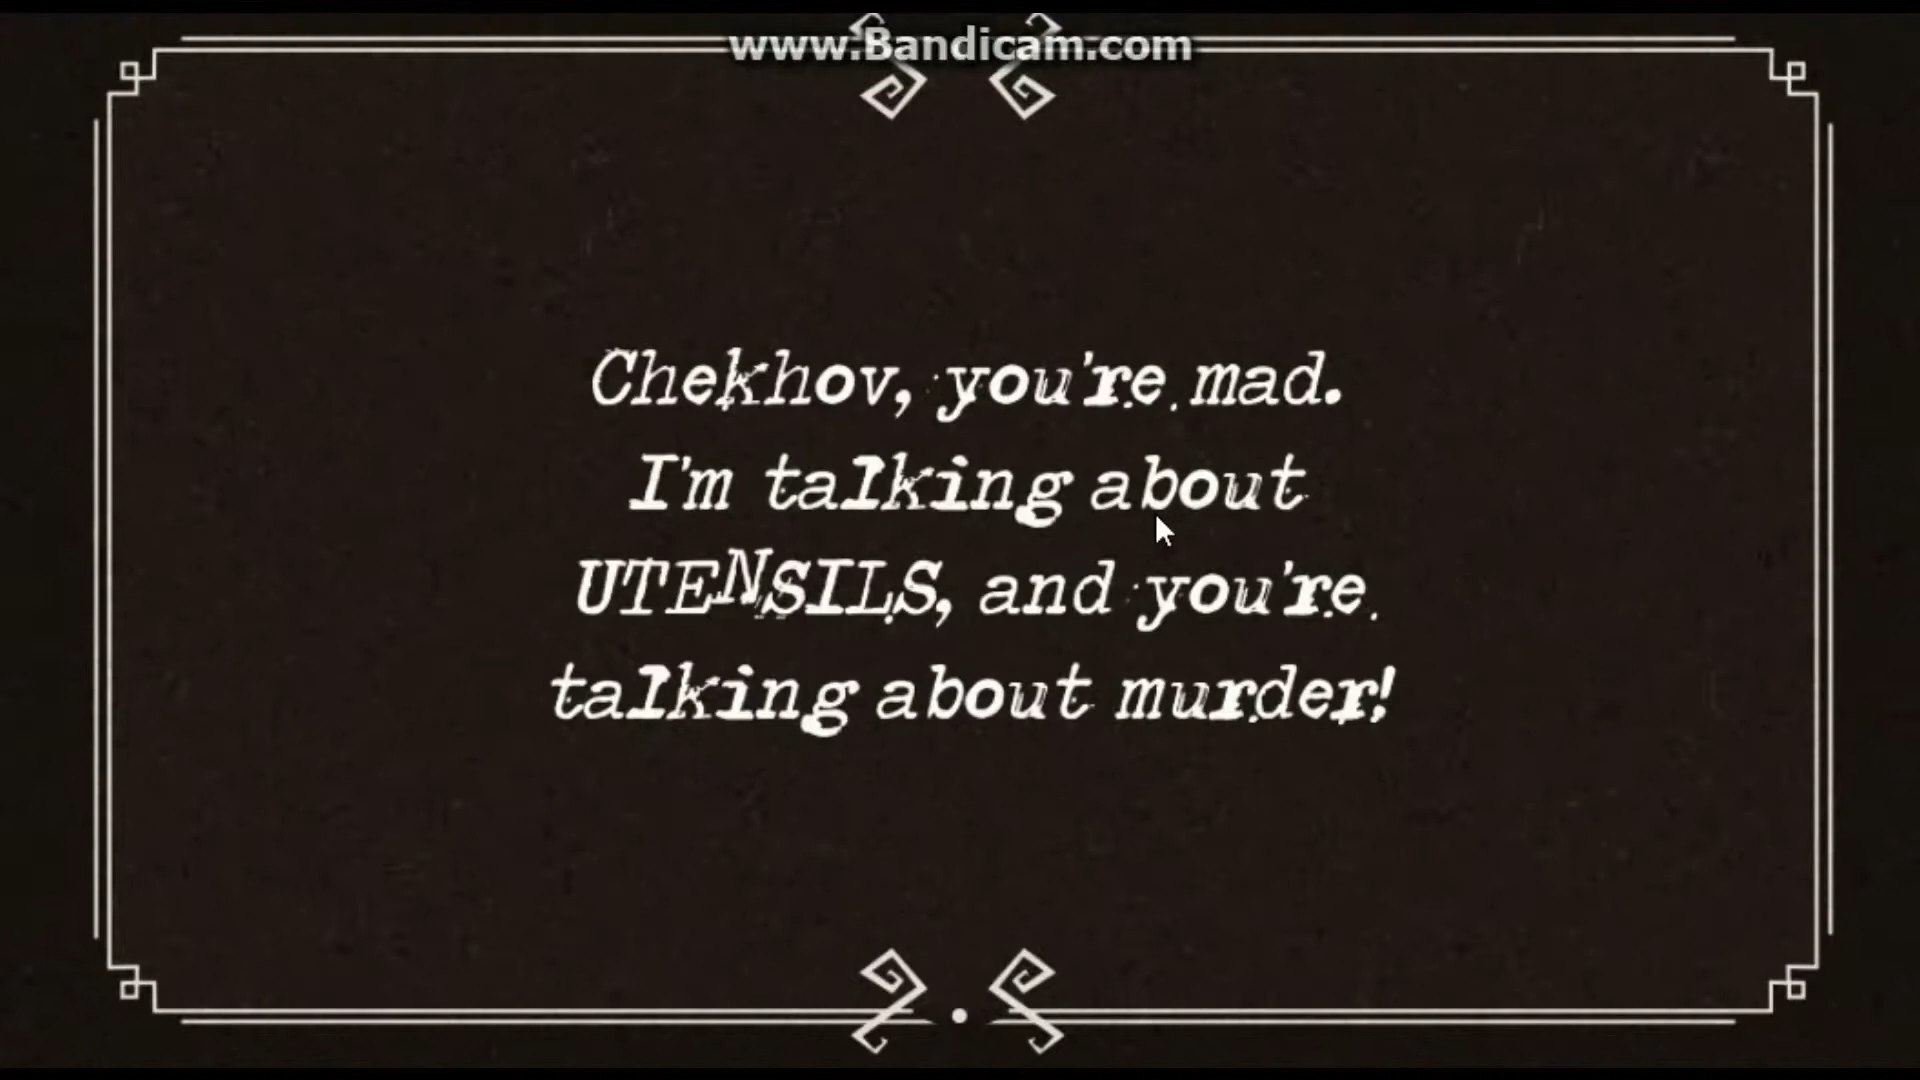 www.Bandicam.com
Chekhov, you're mad.
I'm talking about
UTENSILS, and you're
talking about murder!